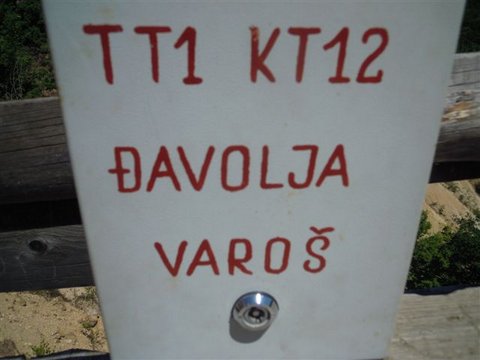 TT1 KT12
ĐAVOLJA
VAROŠ